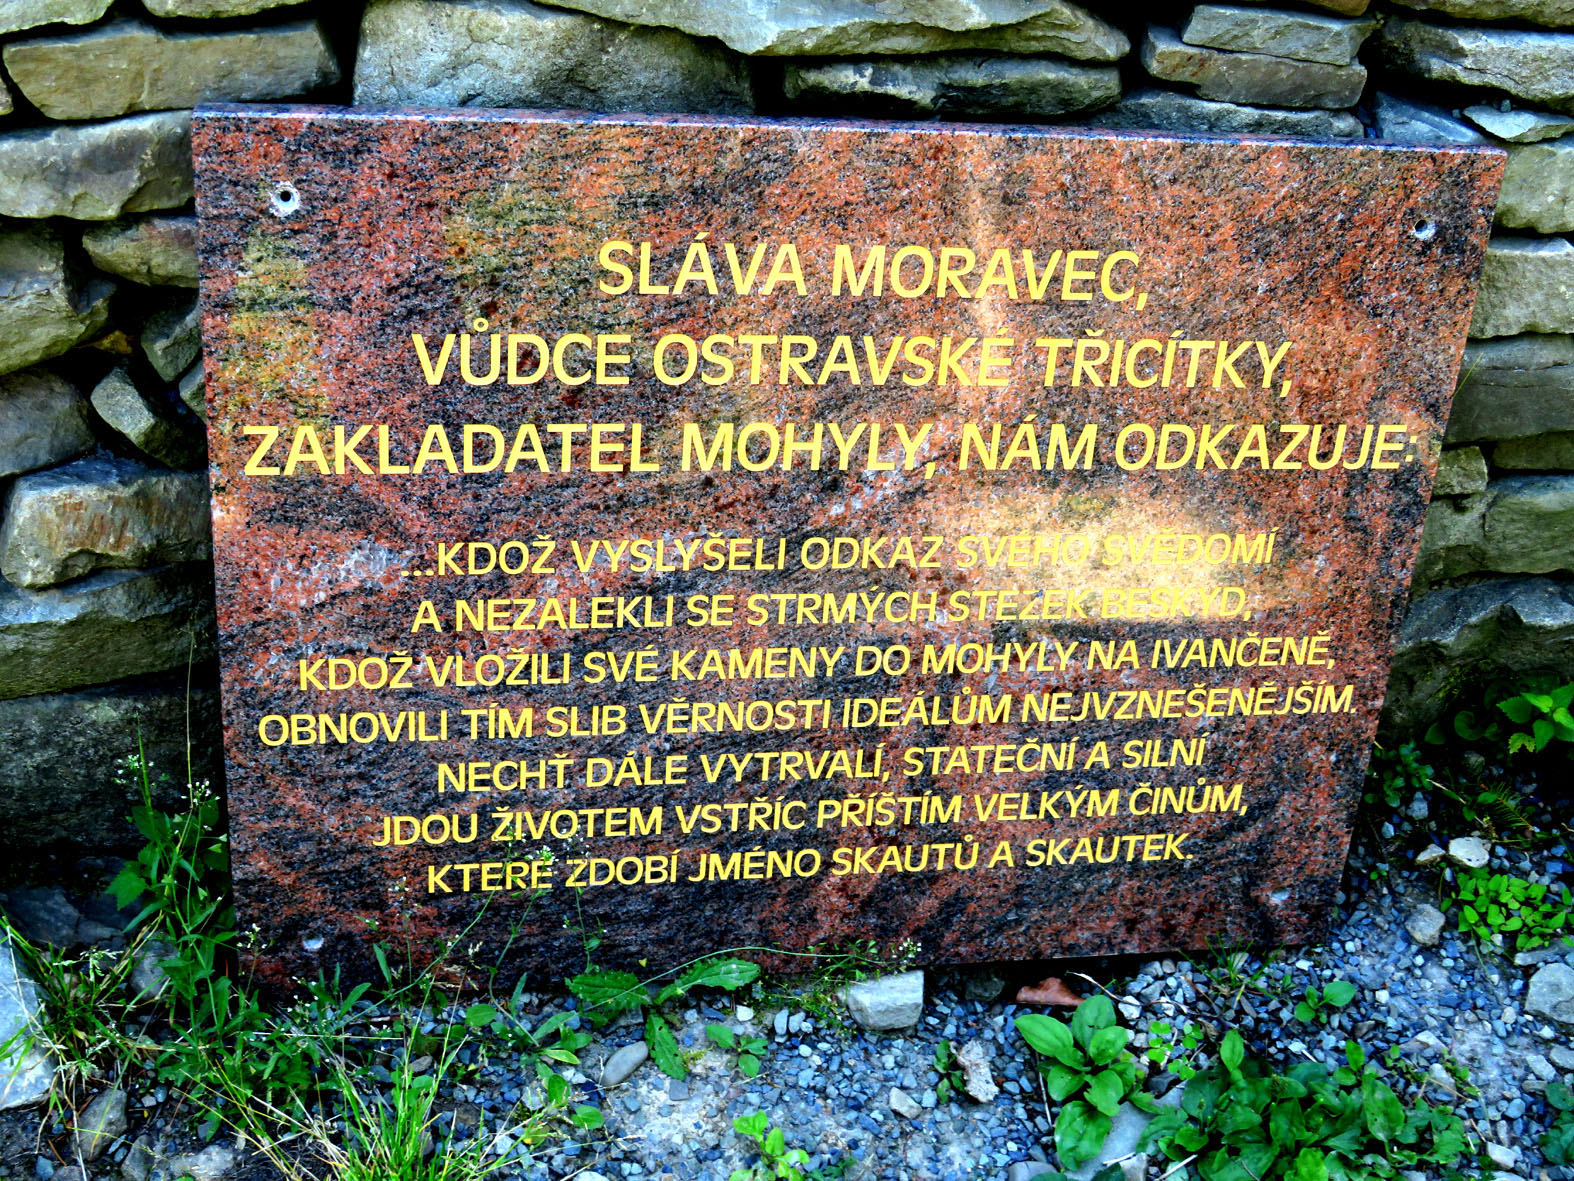 SLÁVA MORAVEC,
VŮDCE OSTRAVSKÉ TŘICÍTKY,
ZAKLADATEL MOHYLY, NÁM ODKAZUJE:
...KDOŽ VYSLYŠELI ODKAZ SVÉHO SVĚDOMÍ
A NEZALEKLI SE STRMÝCH STEZEK BESKYD,
KDOŽ VLOŽILI SVÉ KAMENY DO MOHYLY NA IVANČENĚ,
OBNOVILI TÍM SLIB VĚRNOSTI IDEÁLŮM NEJVZNEŠENĚJŠÍM.
NECHŤ DÁLE VYTRVALÍ, STATEČNÍ A SILNÍ
JDOU ŽIVOTEM VSTŘÍC PŘÍŠTÍM VELKÝM ČINŮM,
KTERÉ ZDOBÍ JMÉNO SKAUTŮ A SKAUTEK.